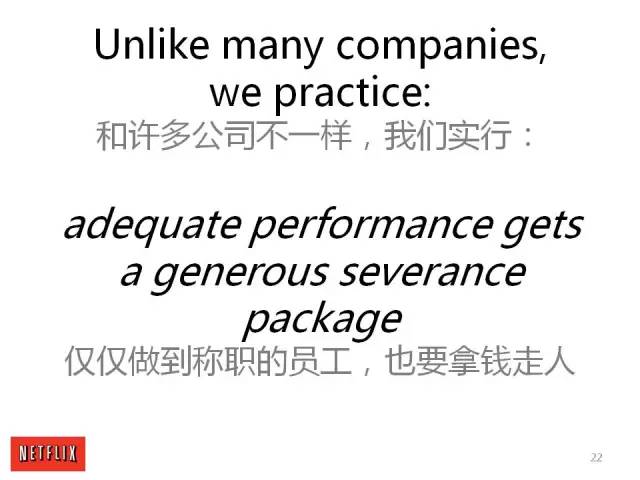 Unlike many companies,
we practice:
和许多公司不一样，我们实行：
adequate performance gets
a generous severance
package
仅仅做到称职的员工，也要拿钱走人
NETFLIX
22